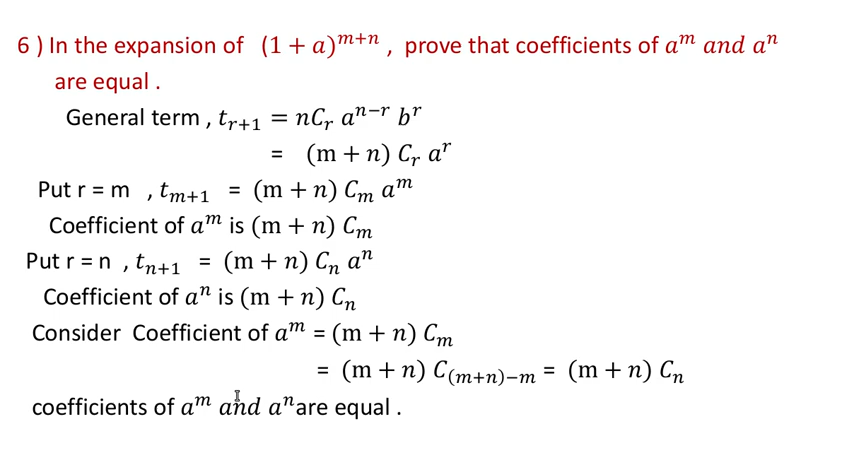 6 ) In the expansion of (1 + a)^{m+n} , prove that coefficients of a^m and a^n
are equal .
General term , t_{r+1} = nC_r a^{n−r} b^r
= (m + n) C_r a^r
Put r = m , t_{m+1} = (m + n) C_m a^m
Coefficient of a^m is (m + n) C_m
Put r = n , t_{n+1} = (m + n) C_n a^n
Coefficient of a^n is (m + n) C_n
Consider Coefficient of a^m = (m + n) C_m
= (m + n) C_{(m+n)−m} = (m + n) C_n
coefficients of a^m and a^n are equal .